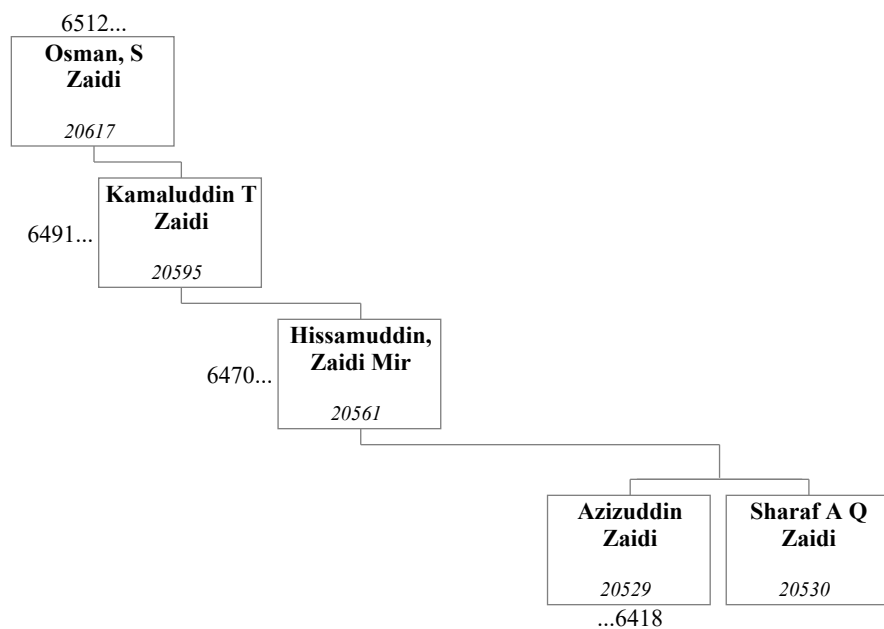 6512...
Osman, S
Zaidi
20617
Kamaluddin T
Zaidi
6491...
20595
Hissamuddin,
Zaidi Mir
6470...
20561
Azizuddin
Zaidi
20529
...6418
Sharaf A Q
Zaidi
20530